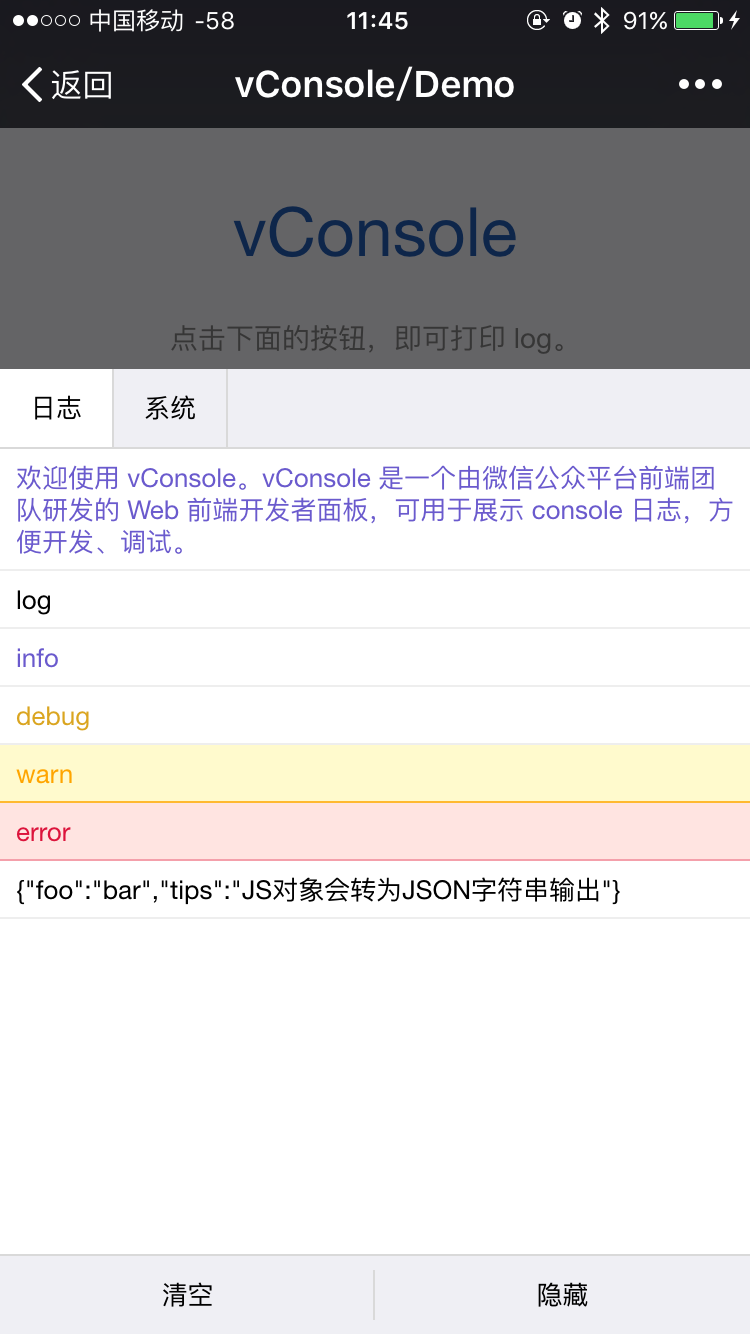 中国移动 -58 11:45 91%
返回 vConsole/Demo
vConsole
点击下面的按钮，即可打印 log。
日志 系统
欢迎使用 vConsole。vConsole 是一个由微信公众平台前端团
队研发的 Web 前端开发者面板，可用于展示 console 日志，方
便开发、调试。
log
info
debug
warn
error
{"foo":"bar","tips":"JS对象会转为JSON字符串输出"}
清空 隐藏